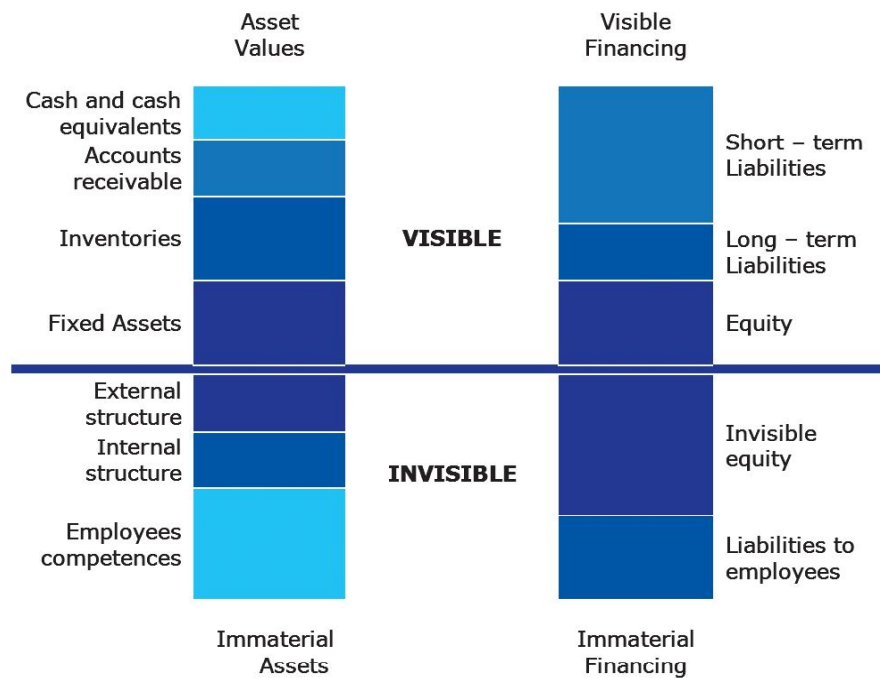 Asset
Values
Visible
Financing
Cash and cash
equivalents
Accounts
receivable
Inventories
Fixed Assets
VISIBLE
Short – term
Liabilities
Long – term
Liabilities
Equity
External
structure
Internal
structure
Employees
competences
INVISIBLE
Invisible
equity
Liabilities to
employees
Immaterial
Assets
Immaterial
Financing